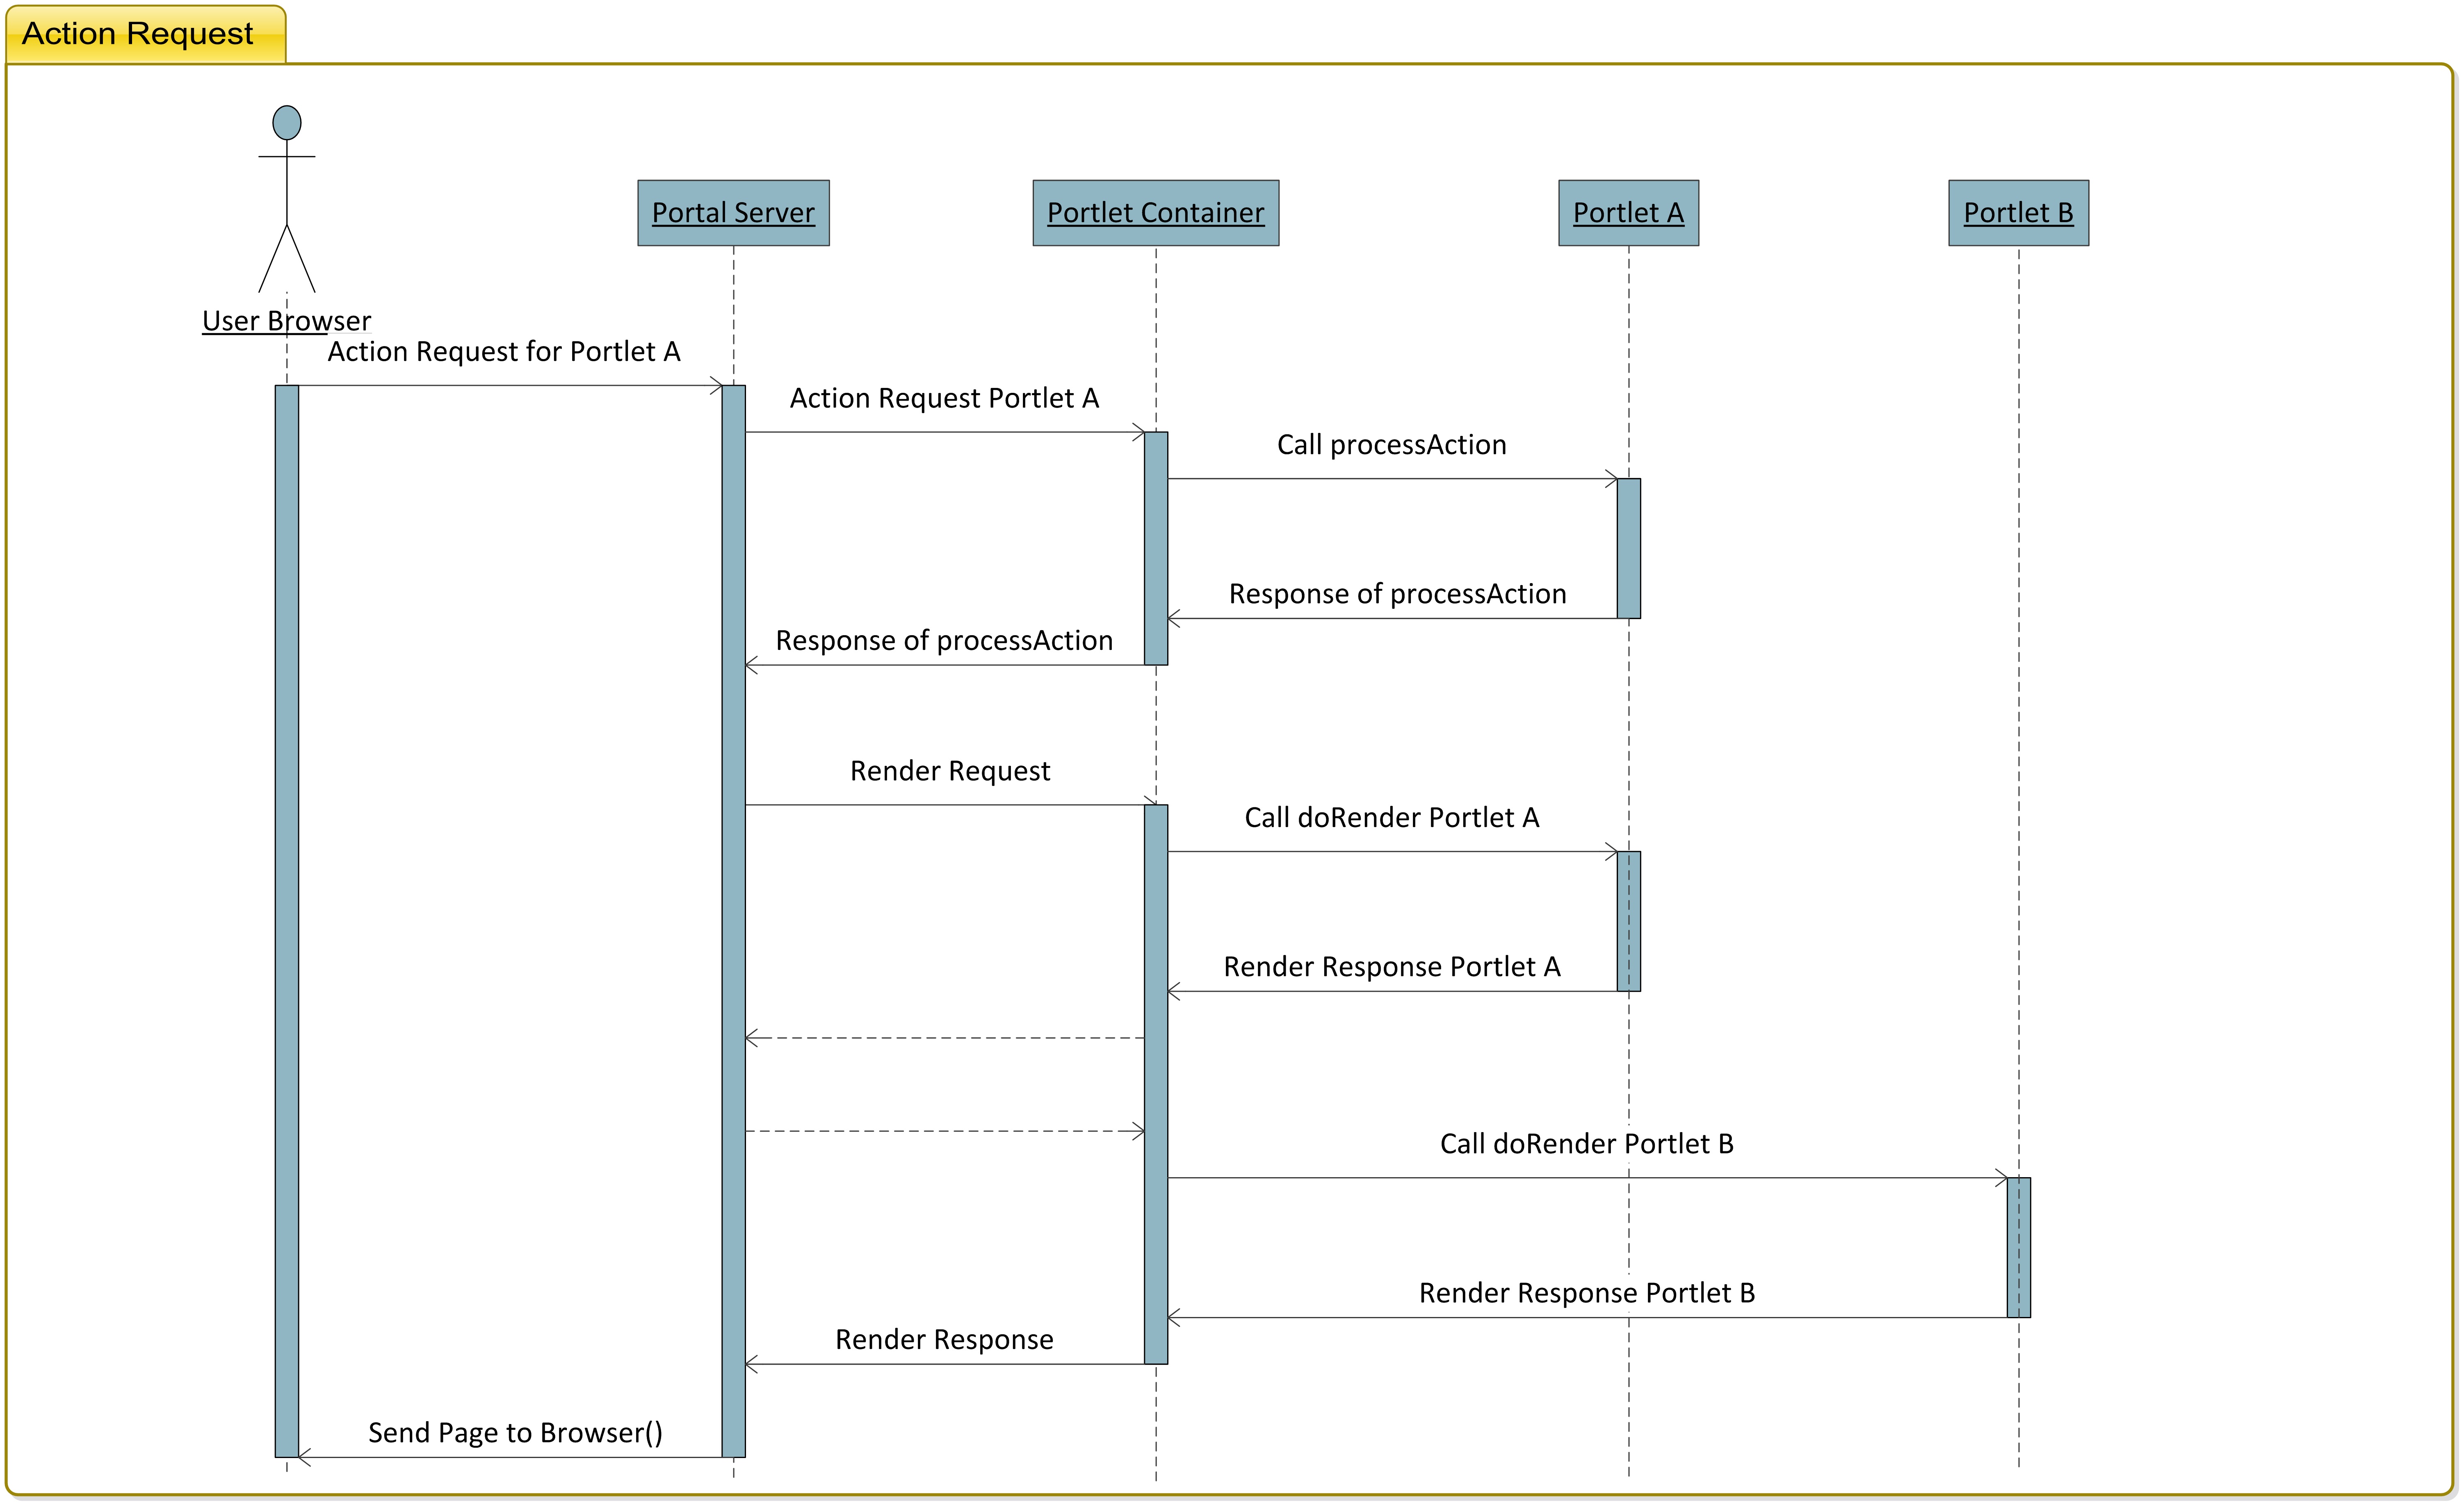 Action Request
Portal Server
Portlet Container
Portlet A
Portlet B
User Browser
Action Request for Portlet A
Action Request Portlet A
Call processAction
Response of processAction
Response of processAction
Render Request
Call doRender Portlet A
Render Response Portlet A
Call doRender Portlet B
Render Response Portlet B
Render Response
Send Page to Browser()